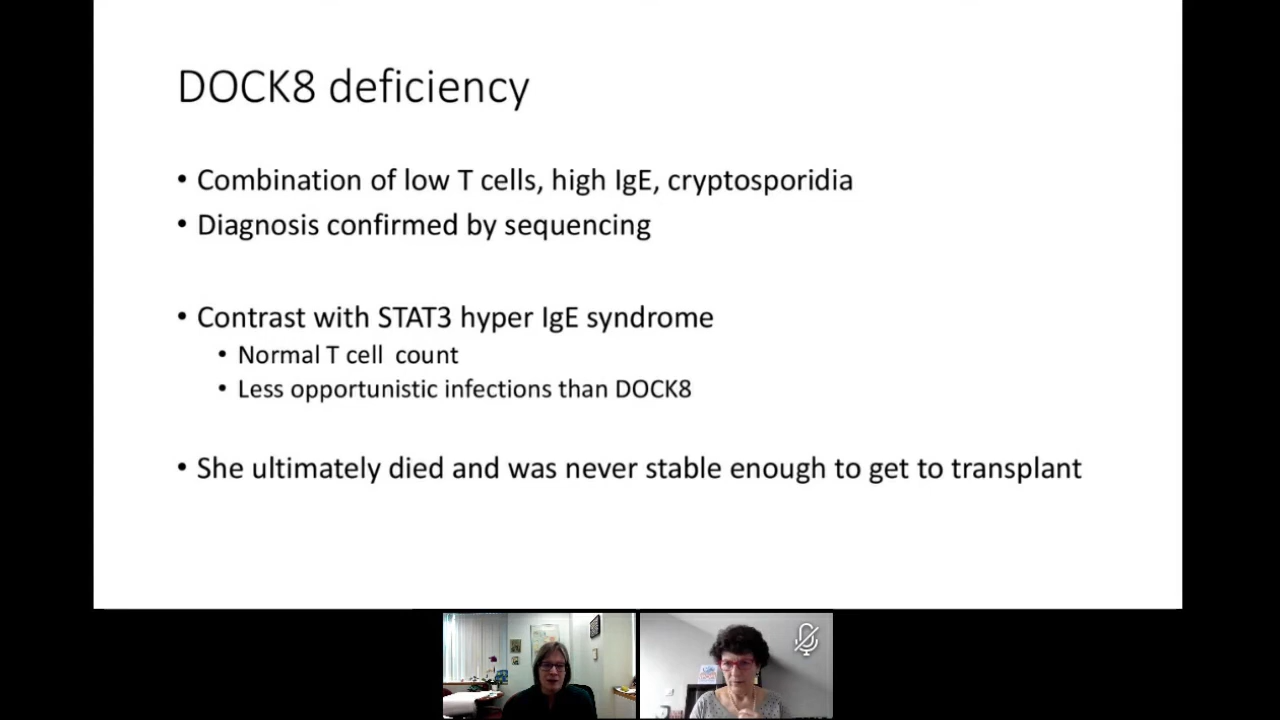 DOCK8 deficiency
• Combination of low T cells, high IgE, cryptosporidia
• Diagnosis confirmed by sequencing
• Contrast with STAT3 hyper IgE syndrome
• Normal T cell count
• Less opportunistic infections than DOCK8
• She ultimately died and was never stable enough to get to transplant